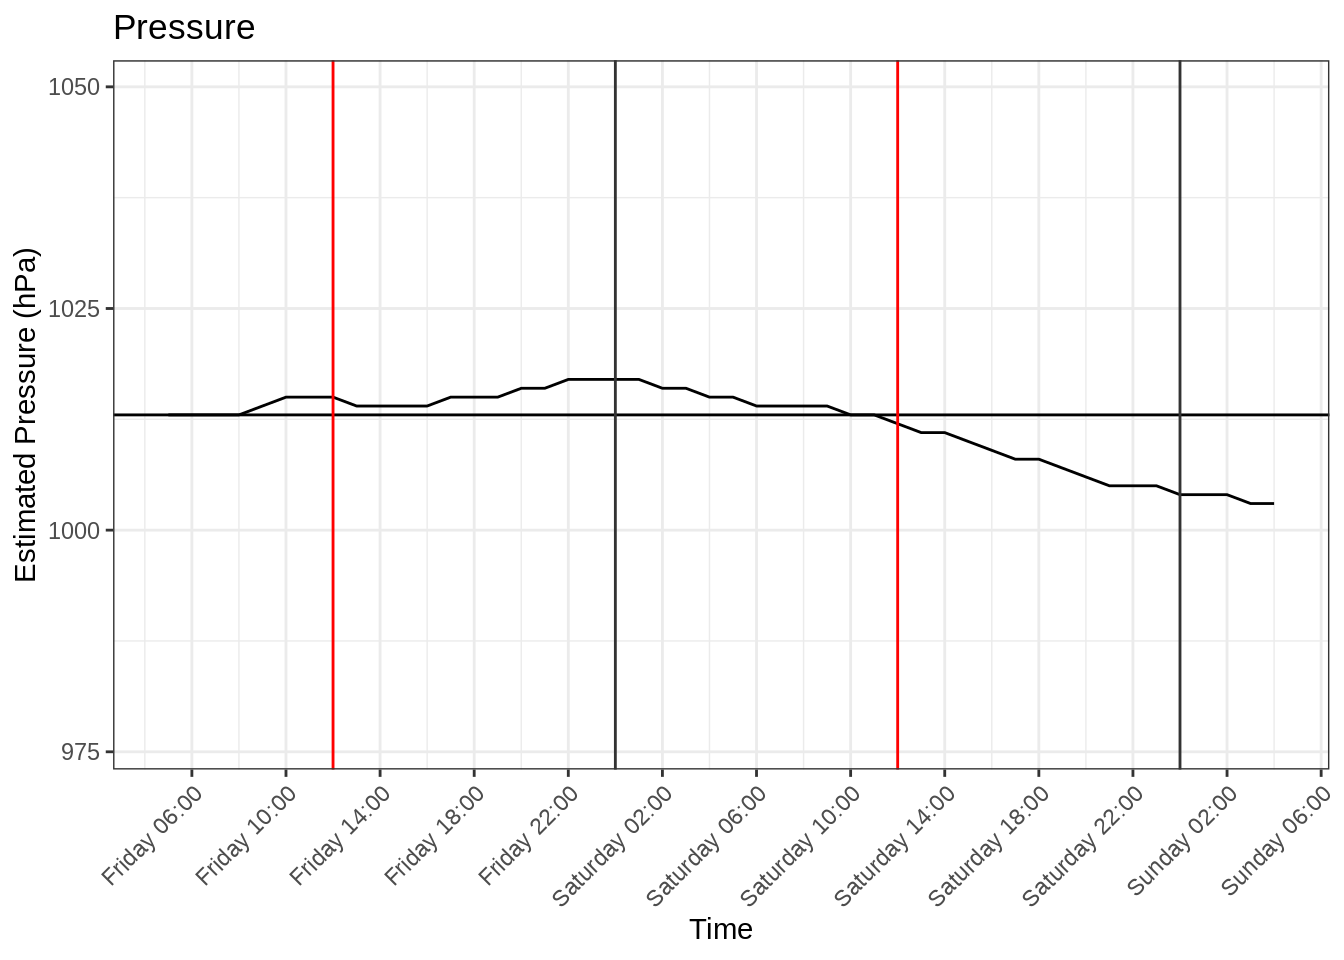 Pressure
Estimated Pressure (hPa)
1050
1025
1000
975
Friday 06:00
Friday 10:00
Friday 14:00
Friday 18:00
Friday 22:00
Saturday 02:00
Saturday 06:00
Saturday 10:00
Saturday 14:00
Saturday 18:00
Saturday 22:00
Sunday 02:00
Sunday 06:00
Time